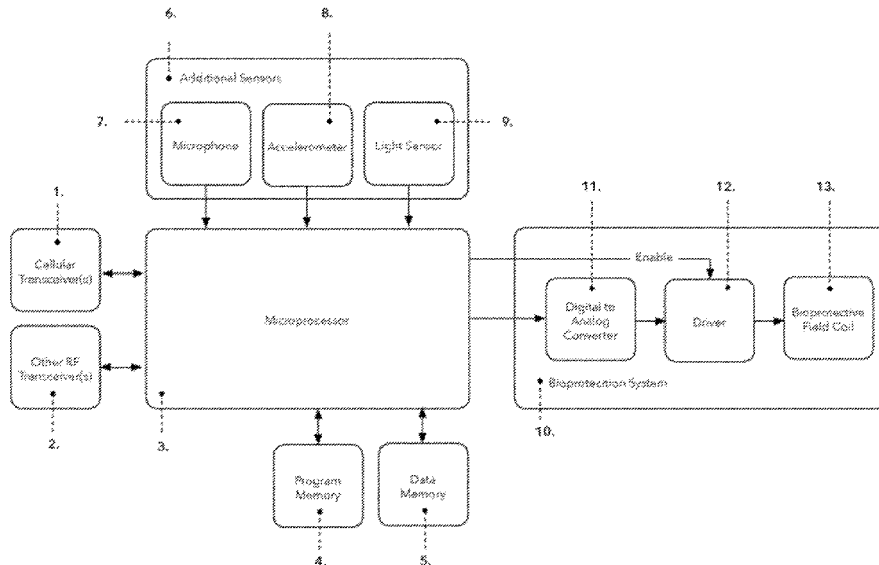 6.
8.
Additional Sensors
7.
9.
Microphone
Accelerometer
Light Sensor
1.
11.
12.
13.
Cellular
Transceiver(s)
Enable
Microprocessor
Digital to
Analog
Converter
Driver
Bioprotective
Field Coil
Other RF
Transceiver(s)
Bioprotection System
2.
3.
10.
Program
Memory
Data
Memory
4.
5.